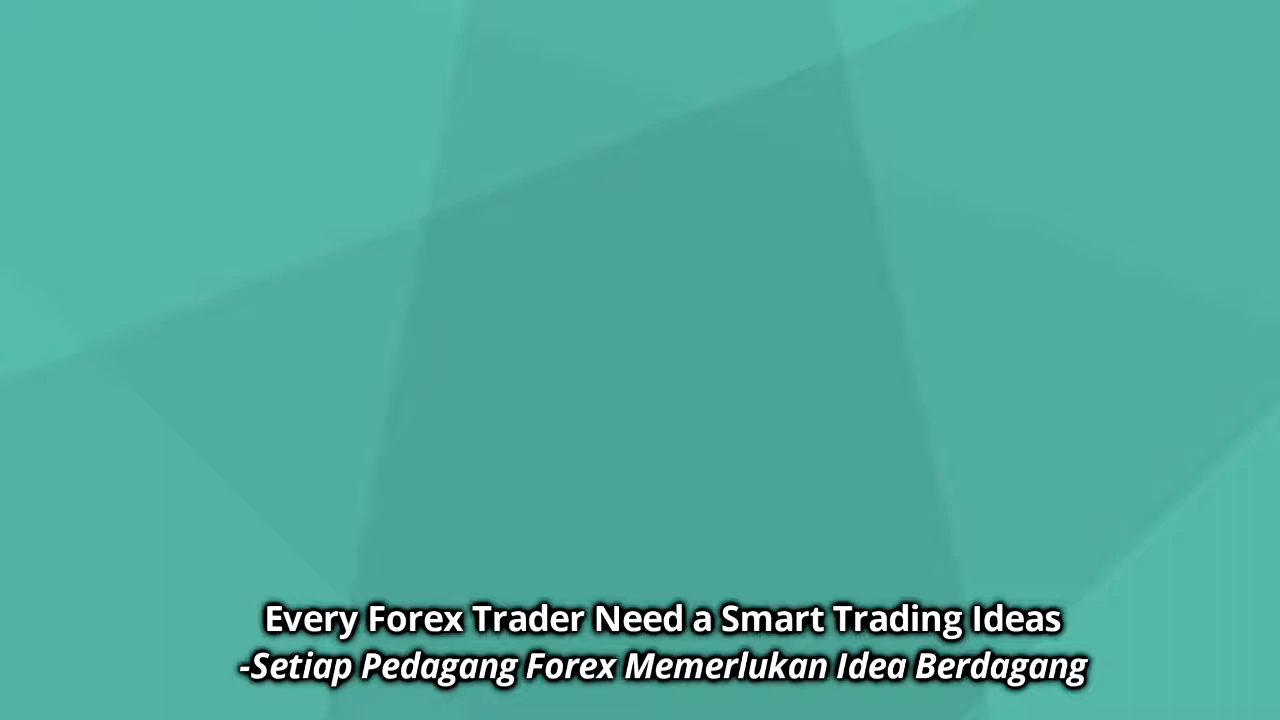 Every Forex Trader Need a Smart Trading Ideas
-Setiap Pedagang Forex Memerlukan Idea Berdagang